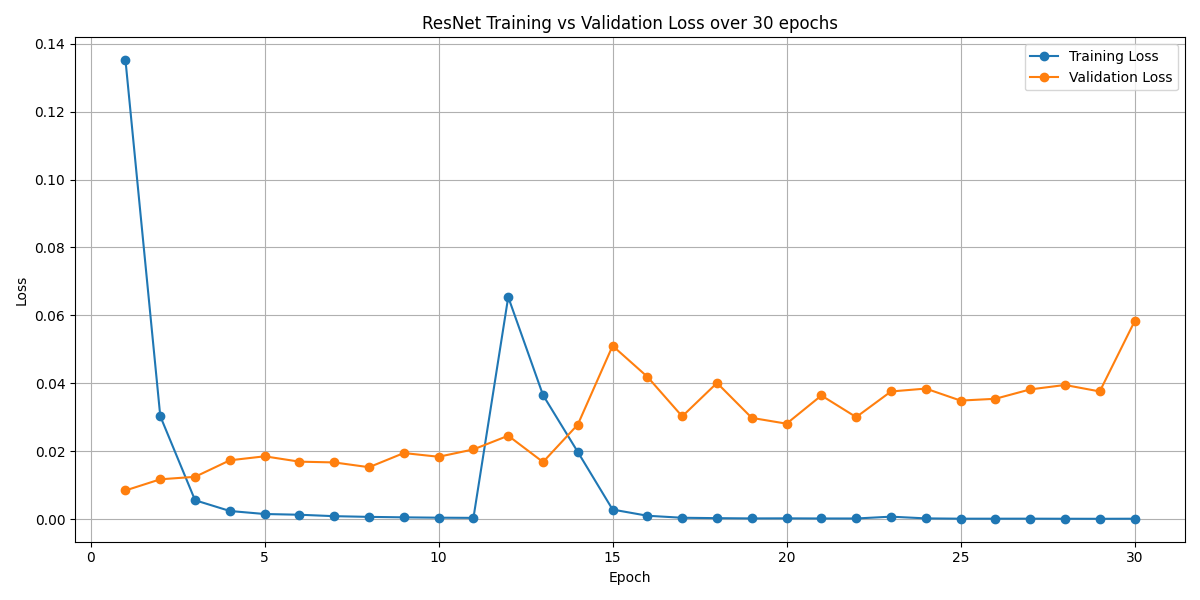 ResNet Training vs Validation Loss over 30 epochs
Training Loss
Validation Loss
0.14
0.12
0.10
0.08
0.06
0.04
0.02
0.00
Loss
0 5 10 15 20 25 30
Epoch